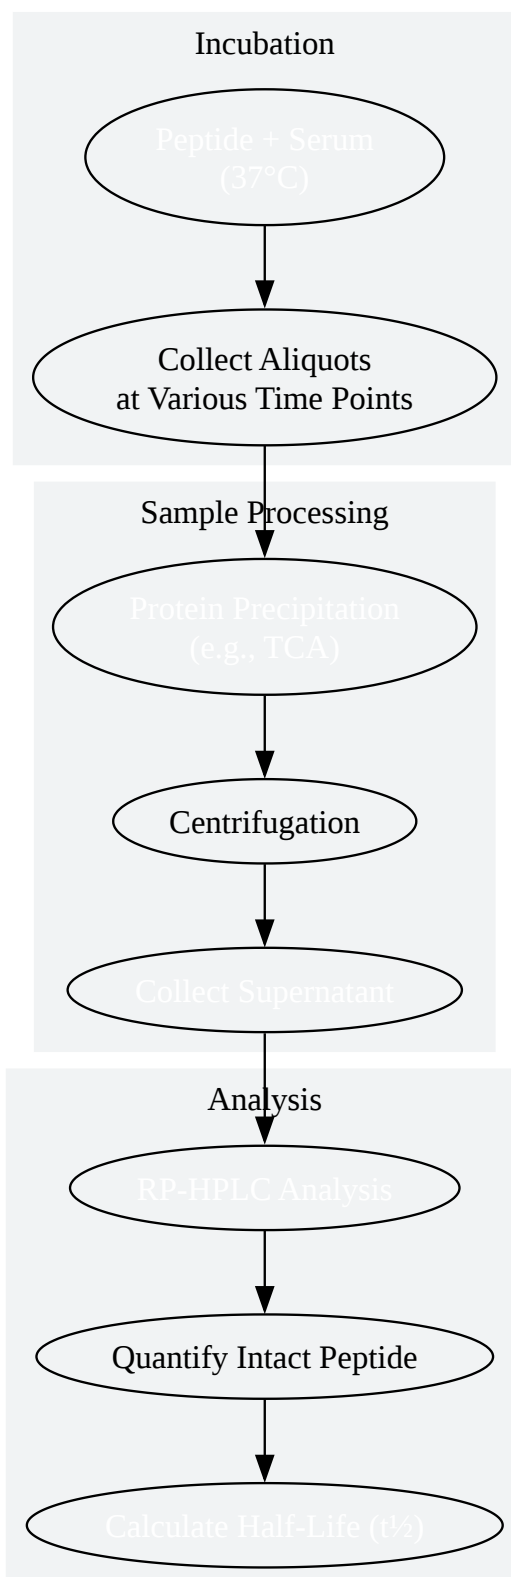 Incubation
Peptide + Serum
(37°C)
Collect Aliquots
at Various Time Points
Sample Processing
Protein Precipitation
(e.g., TCA)
Centrifugation
Collect Supernatant
Analysis
RP-HPLC Analysis
Quantify Intact Peptide
Calculate Half-Life (t½)